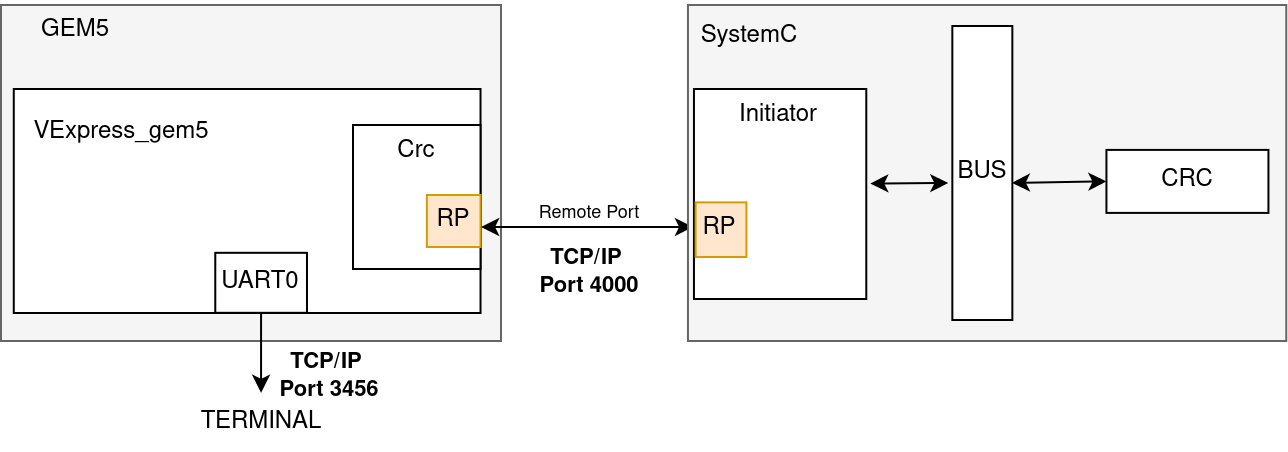 GEM5
SystemC
VExpress_gem5
Crc
Initiator
RP
Remote Port
RP
BUS
CRC
TCP/IP
Port 4000
UART0
TCP/IP
Port 3456
TERMINAL